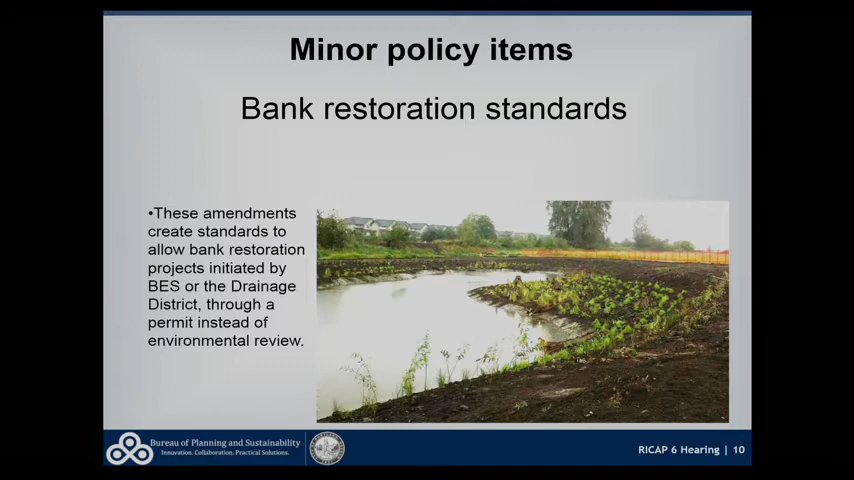 Minor policy items
Bank restoration standards
•These amendments
create standards to
allow bank restoration
projects initiated by
BES or the Drainage
District, through a
permit instead of
environmental review.
Bureau of Planning and Sustainability
Innovation. Collaboration. Practical Solutions.
RICAP 6 Hearing | 10